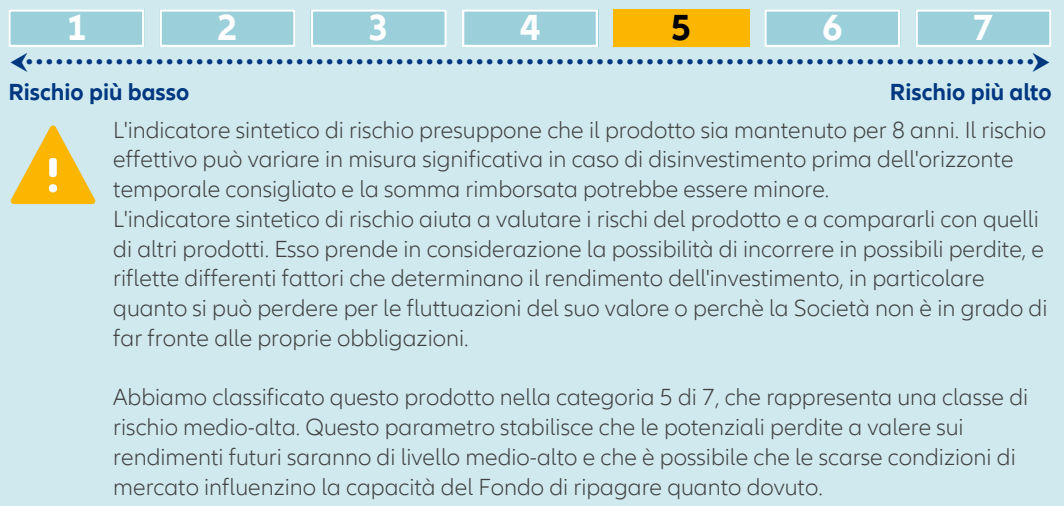 1 2 3 4 5 6 7
Rischio più basso Rischio più alto
L'indicatore sintetico di rischio presuppone che il prodotto sia mantenuto per 8 anni. Il rischio
effettivo può variare in misura significativa in caso di disinvestimento prima dell'orizzonte
temporale consigliato e la somma rimborsata potrebbe essere minore.
L'indicatore sintetico di rischio aiuta a valutare i rischi del prodotto e a compararli con quelli
di altri prodotti. Esso prende in considerazione la possibilità di incorrere in possibili perdite, e
riflette differenti fattori che determinano il rendimento dell'investimento, in particolare
quanto si può perdere per le fluttuazioni del suo valore o perchè la Società non è in grado di
far fronte alle proprie obbligazioni.
Abbiamo classificato questo prodotto nella categoria 5 di 7, che rappresenta una classe di
rischio medio-alta. Questo parametro stabilisce che le potenziali perdite a valere sui
rendimenti futuri saranno di livello medio-alto e che è possibile che le scarse condizioni di
mercato influenzino la capacità del Fondo di ripagare quanto dovuto.